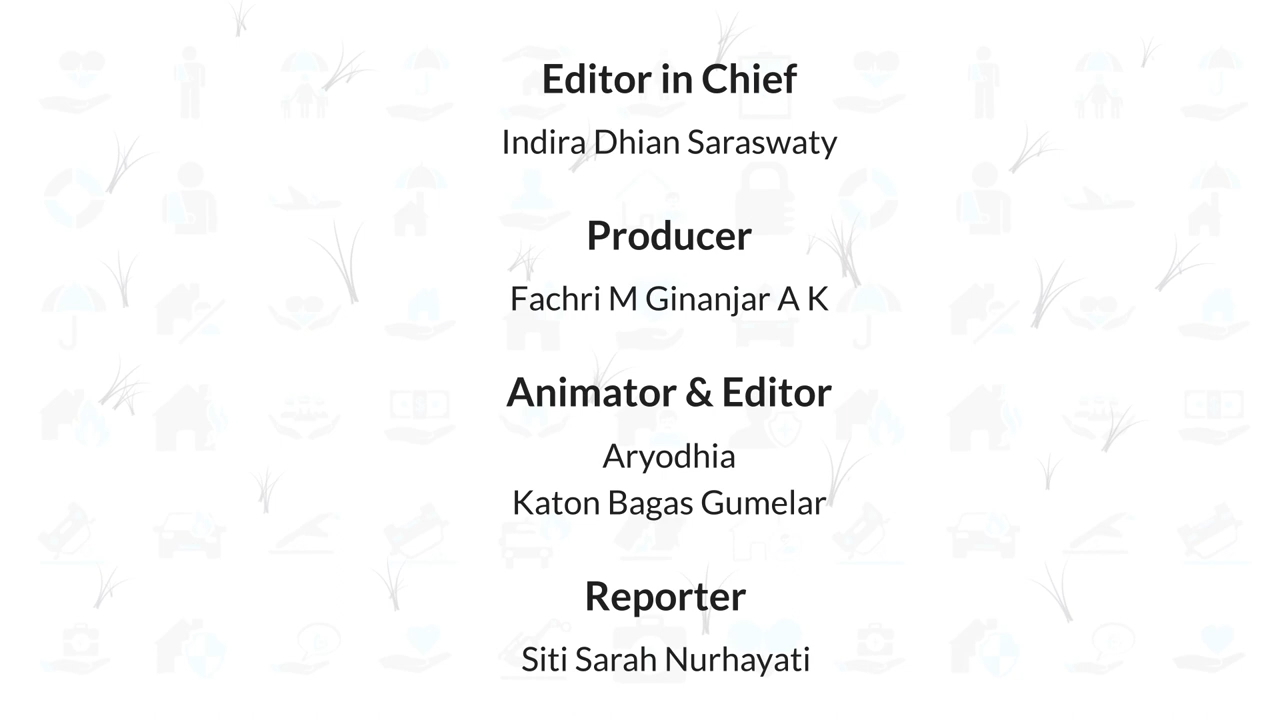 Editor in Chief
Indira Dhian Saraswaty
Producer
Fachri M Ginanjar A K
Animator & Editor
Aryodhia
Katon Bagas Gumelar
Reporter
Siti Sarah Nurhayati